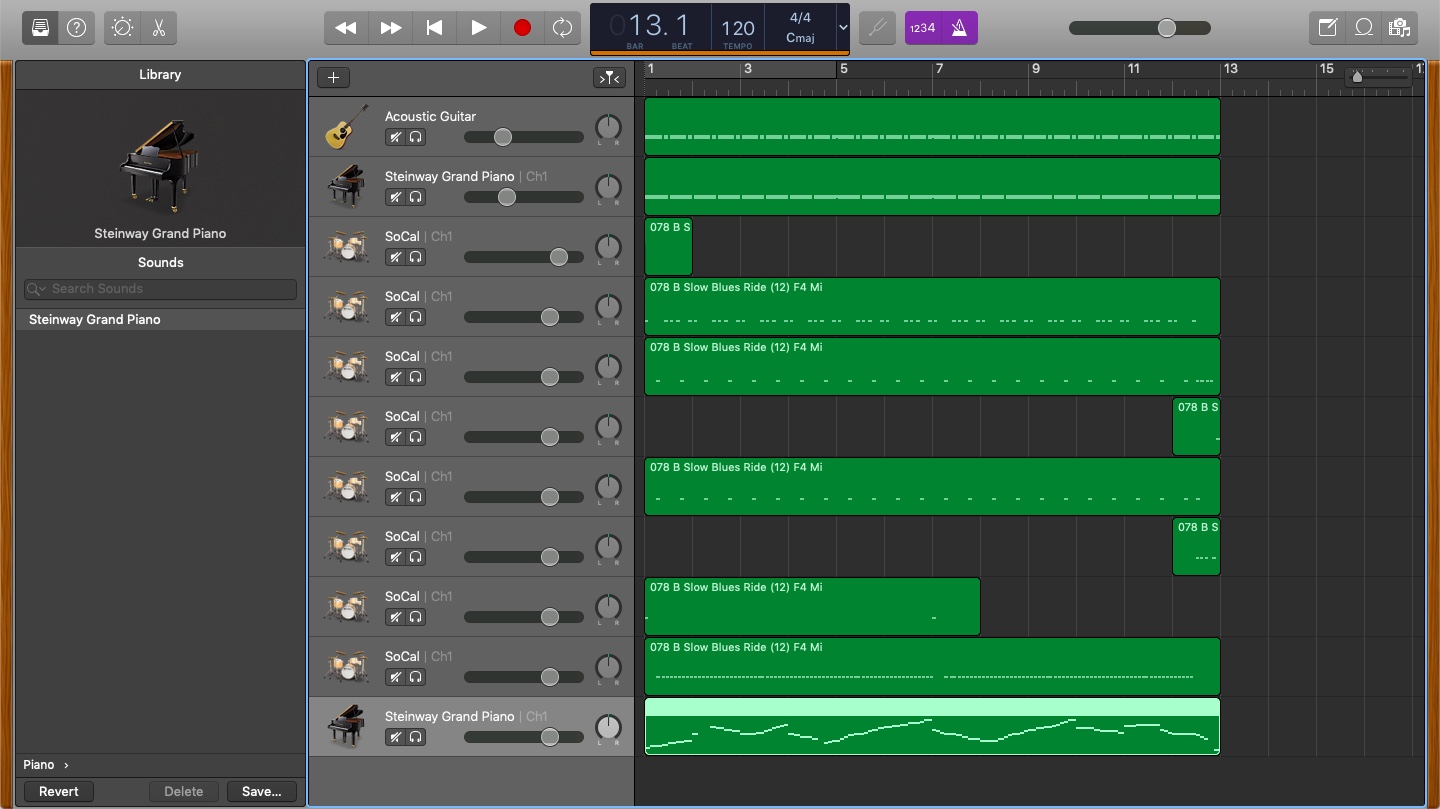 013.1
BAR BEAT
120
TEMPO
4/4
Cmaj
1234
Library
Steinway Grand Piano
Sounds
Search Sounds
Steinway Grand Piano
Piano
Revert
Delete
Save...
1 3 5 7 9 11 13 15
Acoustic Guitar
L R
Steinway Grand Piano | Ch1
L R
SoCal | Ch1
L R
078 B S
SoCal | Ch1
L R
078 B Slow Blues Ride (12) F4 Mi
SoCal | Ch1
L R
078 B Slow Blues Ride (12) F4 Mi
SoCal | Ch1
L R
078 B S
SoCal | Ch1
L R
078 B Slow Blues Ride (12) F4 Mi
SoCal | Ch1
L R
078 B S
SoCal | Ch1
L R
078 B Slow Blues Ride (12) F4 Mi
SoCal | Ch1
L R
078 B Slow Blues Ride (12) F4 Mi
Steinway Grand Piano | Ch1
L R